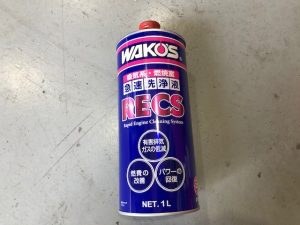 WAKO'S
吸気系・燃焼室
急速洗浄液
RECS
Rapid Engine Cleaning System
有害排気
ガスの低減
燃費の
改善
パワーの
回復
NET. 1L